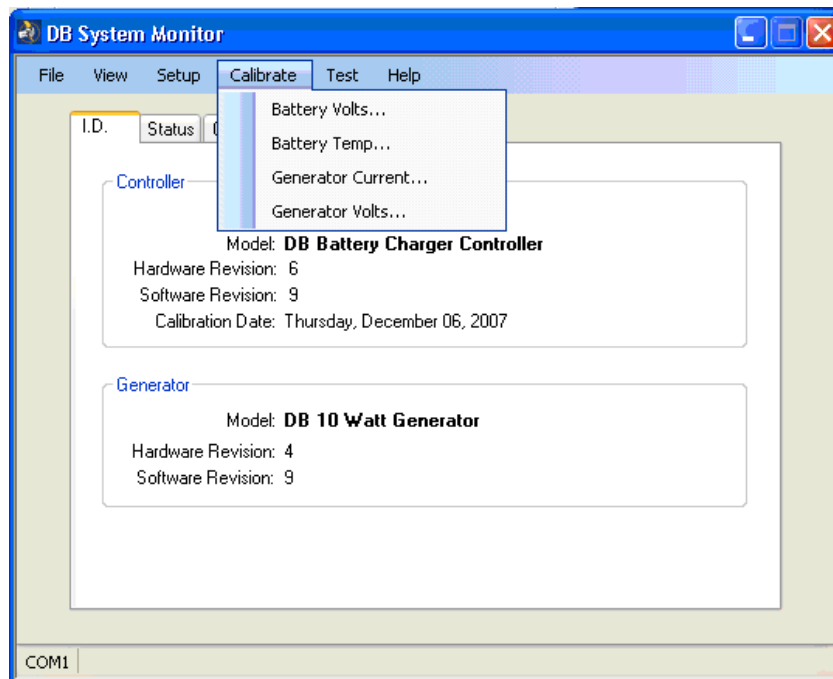 DB System Monitor
File View Setup Calibrate Test Help
Battery Volts...
Battery Temp...
Generator Current...
Generator Volts...
I.D. Status
Controller
Model: DB Battery Charger Controller
Hardware Revision: 6
Software Revision: 9
Calibration Date: Thursday, December 06, 2007
Generator
Model: DB 10 Watt Generator
Hardware Revision: 4
Software Revision: 9
COM1